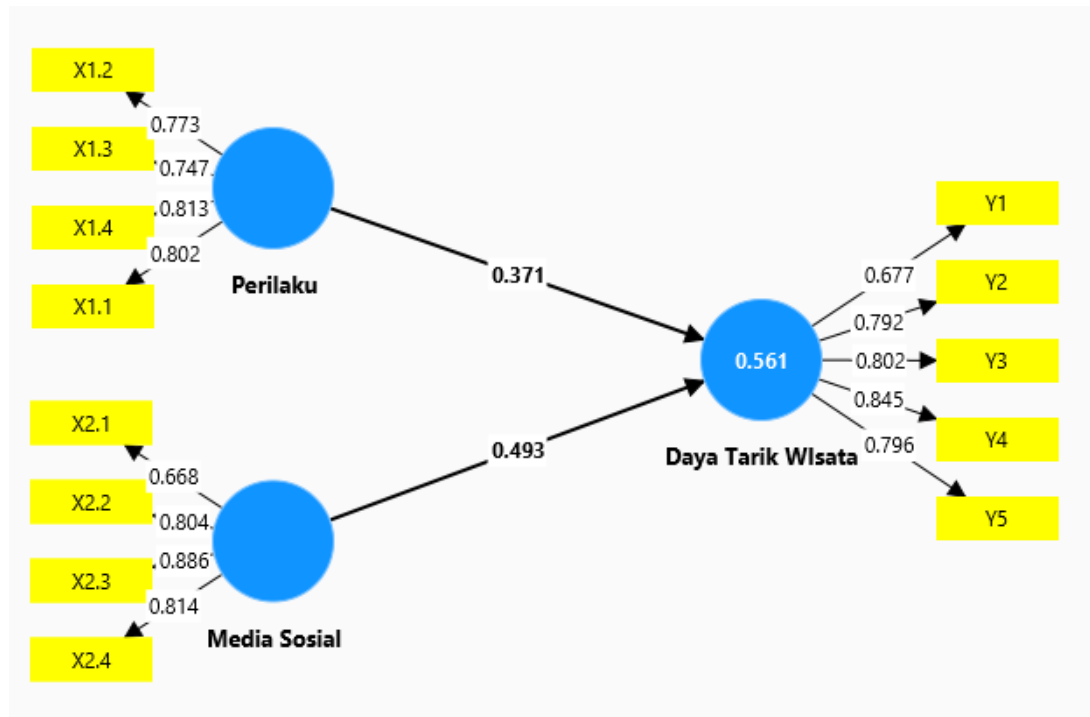 X1.2
X1.3
X1.4
X1.1
0.773
0.747
0.813
0.802
Perilaku
0.371
X2.1
X2.2
X2.3
X2.4
0.668
0.804
0.886
0.814
Media Sosial
0.493
0.561
Daya Tarik WIsata
0.677
0.792
0.802
0.845
0.796
Y1
Y2
Y3
Y4
Y5